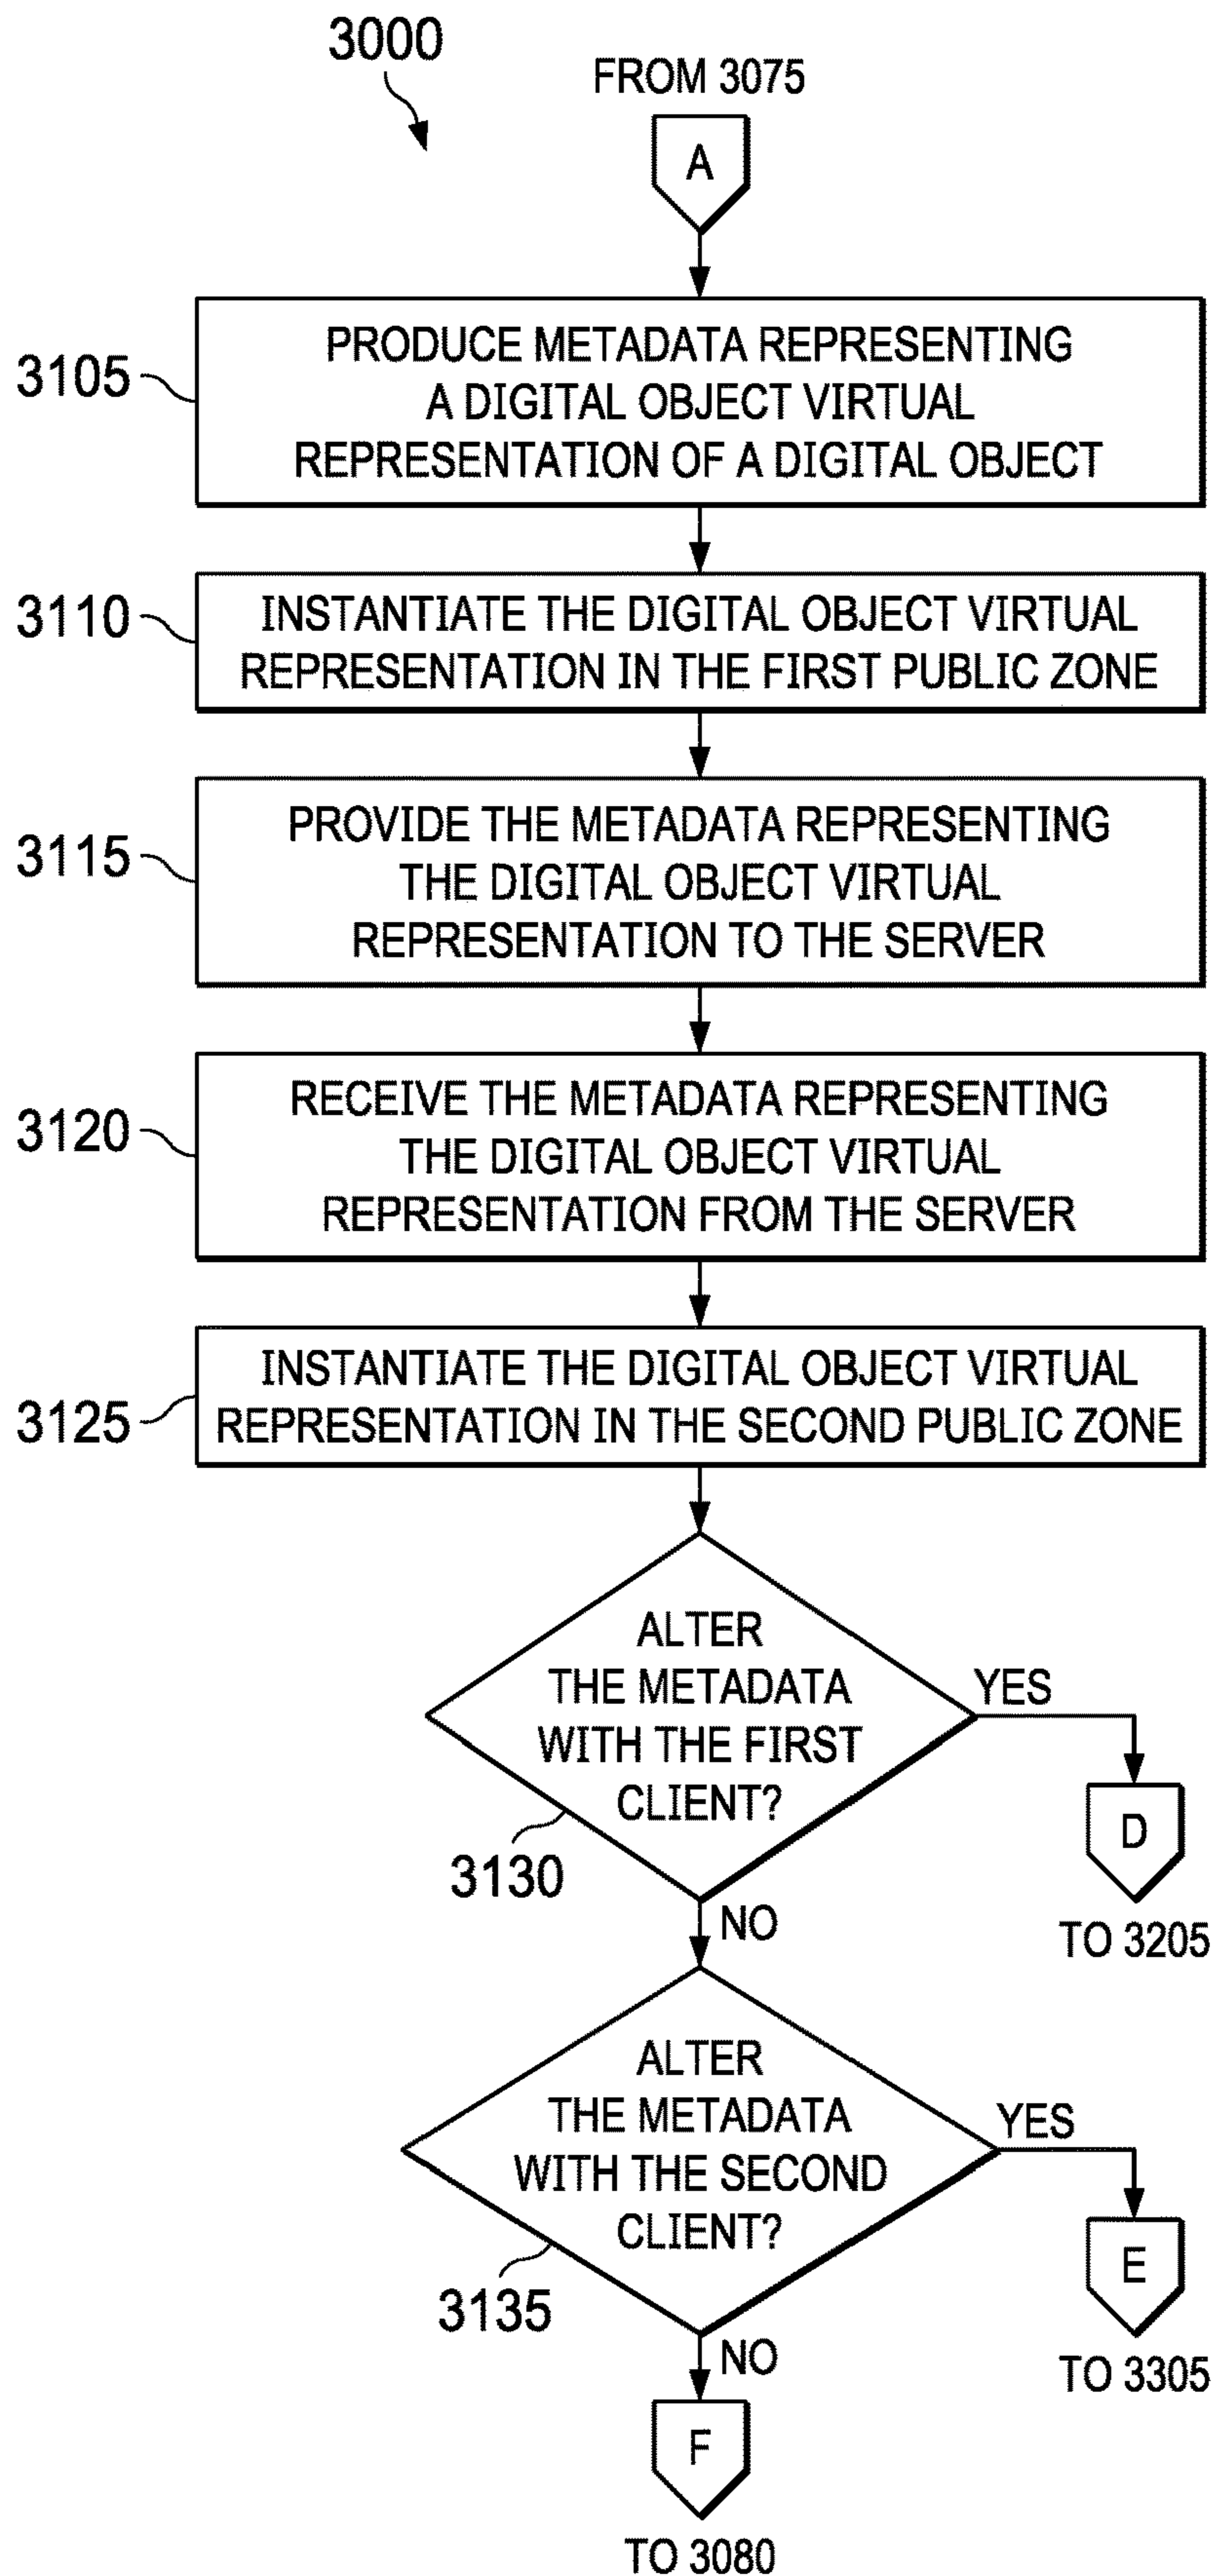 3000
FROM 3075
A
3105
PRODUCE METADATA REPRESENTING
A DIGITAL OBJECT VIRTUAL
REPRESENTATION OF A DIGITAL OBJECT
3110
INSTANTIATE THE DIGITAL OBJECT VIRTUAL
REPRESENTATION IN THE FIRST PUBLIC ZONE
3115
PROVIDE THE METADATA REPRESENTING
THE DIGITAL OBJECT VIRTUAL
REPRESENTATION TO THE SERVER
3120
RECEIVE THE METADATA REPRESENTING
THE DIGITAL OBJECT VIRTUAL
REPRESENTATION FROM THE SERVER
3125
INSTANTIATE THE DIGITAL OBJECT VIRTUAL
REPRESENTATION IN THE SECOND PUBLIC ZONE
ALTER
THE METADATA
WITH THE FIRST
CLIENT?
YES
3130
D
NO
TO 3205
ALTER
THE METADATA
WITH THE SECOND
CLIENT?
YES
3135
E
NO
TO 3305
F
TO 3080